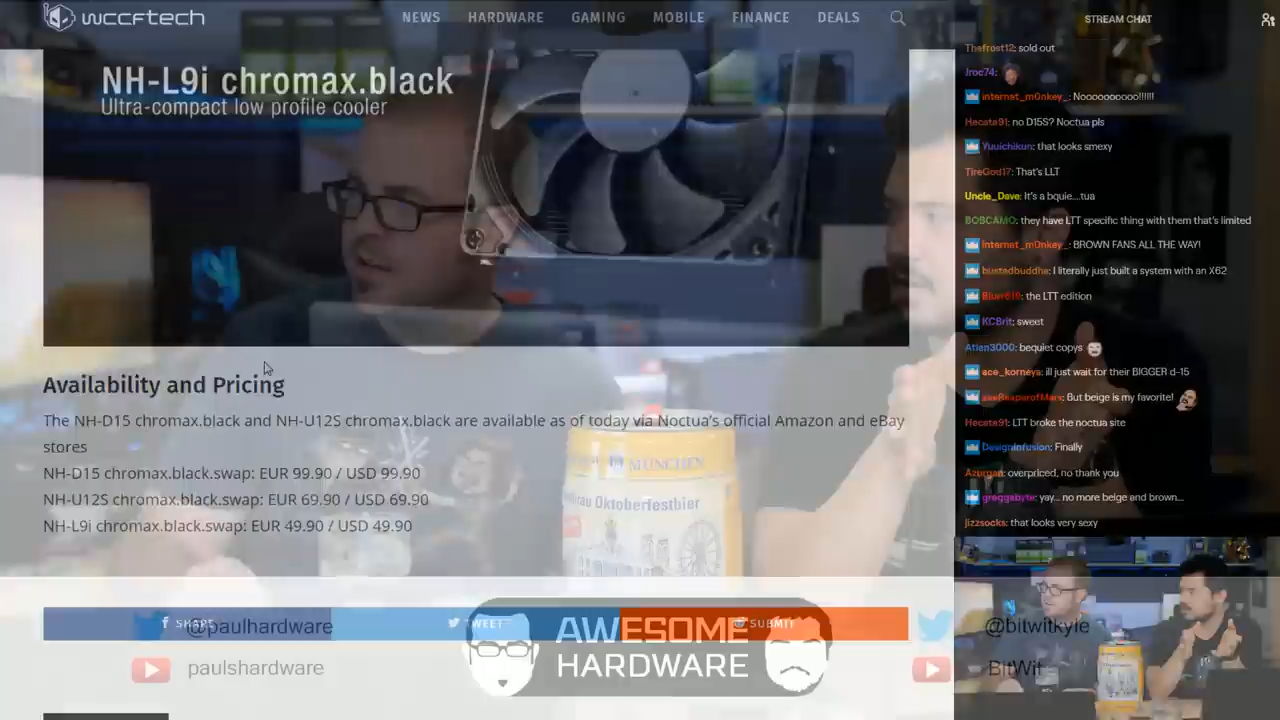 wccftech
NEWS HARDWARE GAMING MOBILE FINANCE DEALS
NH-L9i chromax.black
Ultra-compact low profile cooler
Availability and Pricing
The NH-D15 chromax.black and NH-U12S chromax.black are available as of today via Noctua's official Amazon and eBay
stores
NH-D15 chromax.black.swap: EUR 99.90 / USD 99.90
NH-U12S chromax.black.swap: EUR 69.90 / USD 69.90
NH-L9i chromax.black.swap: EUR 49.90 / USD 49.90
MÜNCHEN
Oktoberfestbier
SHARE
TWEET
SUBMIT
@paulhardware
paulshardware
AWESOME
HARDWARE
@bitwitkyle
BitWit
STREAM CHAT
Thefrost12: sold out
Jroc74:
internet_m0nkey_: Noooooooooo!!!!!!
Hecate91: no D15S? Noctua pls
Yuuichikun: that looks smexy
TireGod17: That's LLT
Uncle_Dave: it's a bquie....tua
BOBCAMO: they have LTT specific thing with them that's limited
internet_m0nkey_: BROWN FANS ALL THE WAY!
bustedbuddha: I literally just built a system with an X62
: the LTT edition
KCBrit: sweet
Atlan3000: bequiet copys
ace_korneya: ill just wait for their BIGGER d-15
: But beige is my favorite!
Hecate91: LTT broke the noctua site
Designinfusion: Finally
Azurgan: overpriced, no thank you
greggabyte: yay... no more beige and brown...
jizzsocks: that looks very sexy